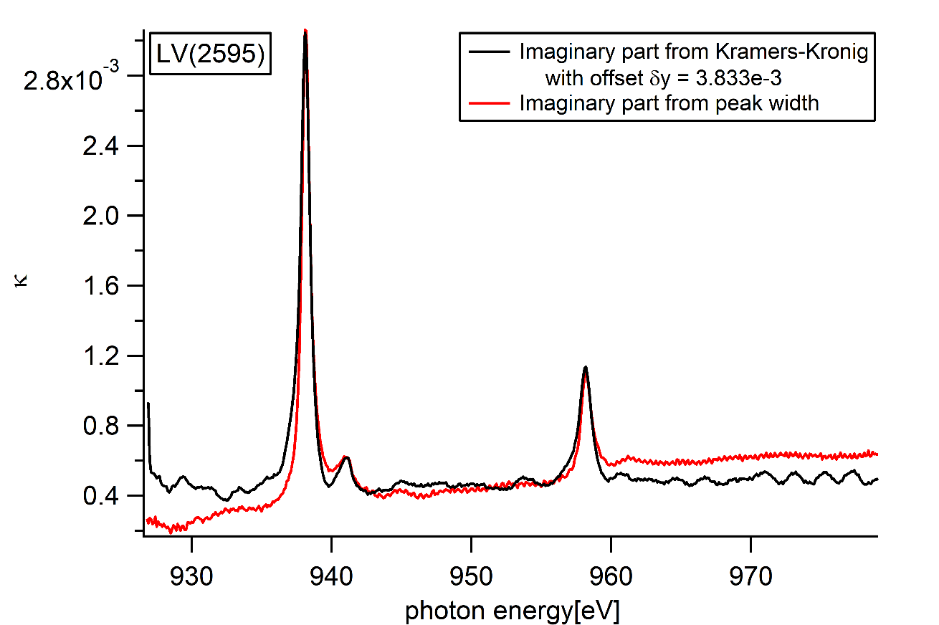 LV(2595)
Imaginary part from Kramers-Kronig
with offset δy = 3.833e-3
Imaginary part from peak width
2.8x10⁻³
2.4
2.0
1.6
1.2
0.8
0.4
κ
930 940 950 960 970
photon energy[eV]